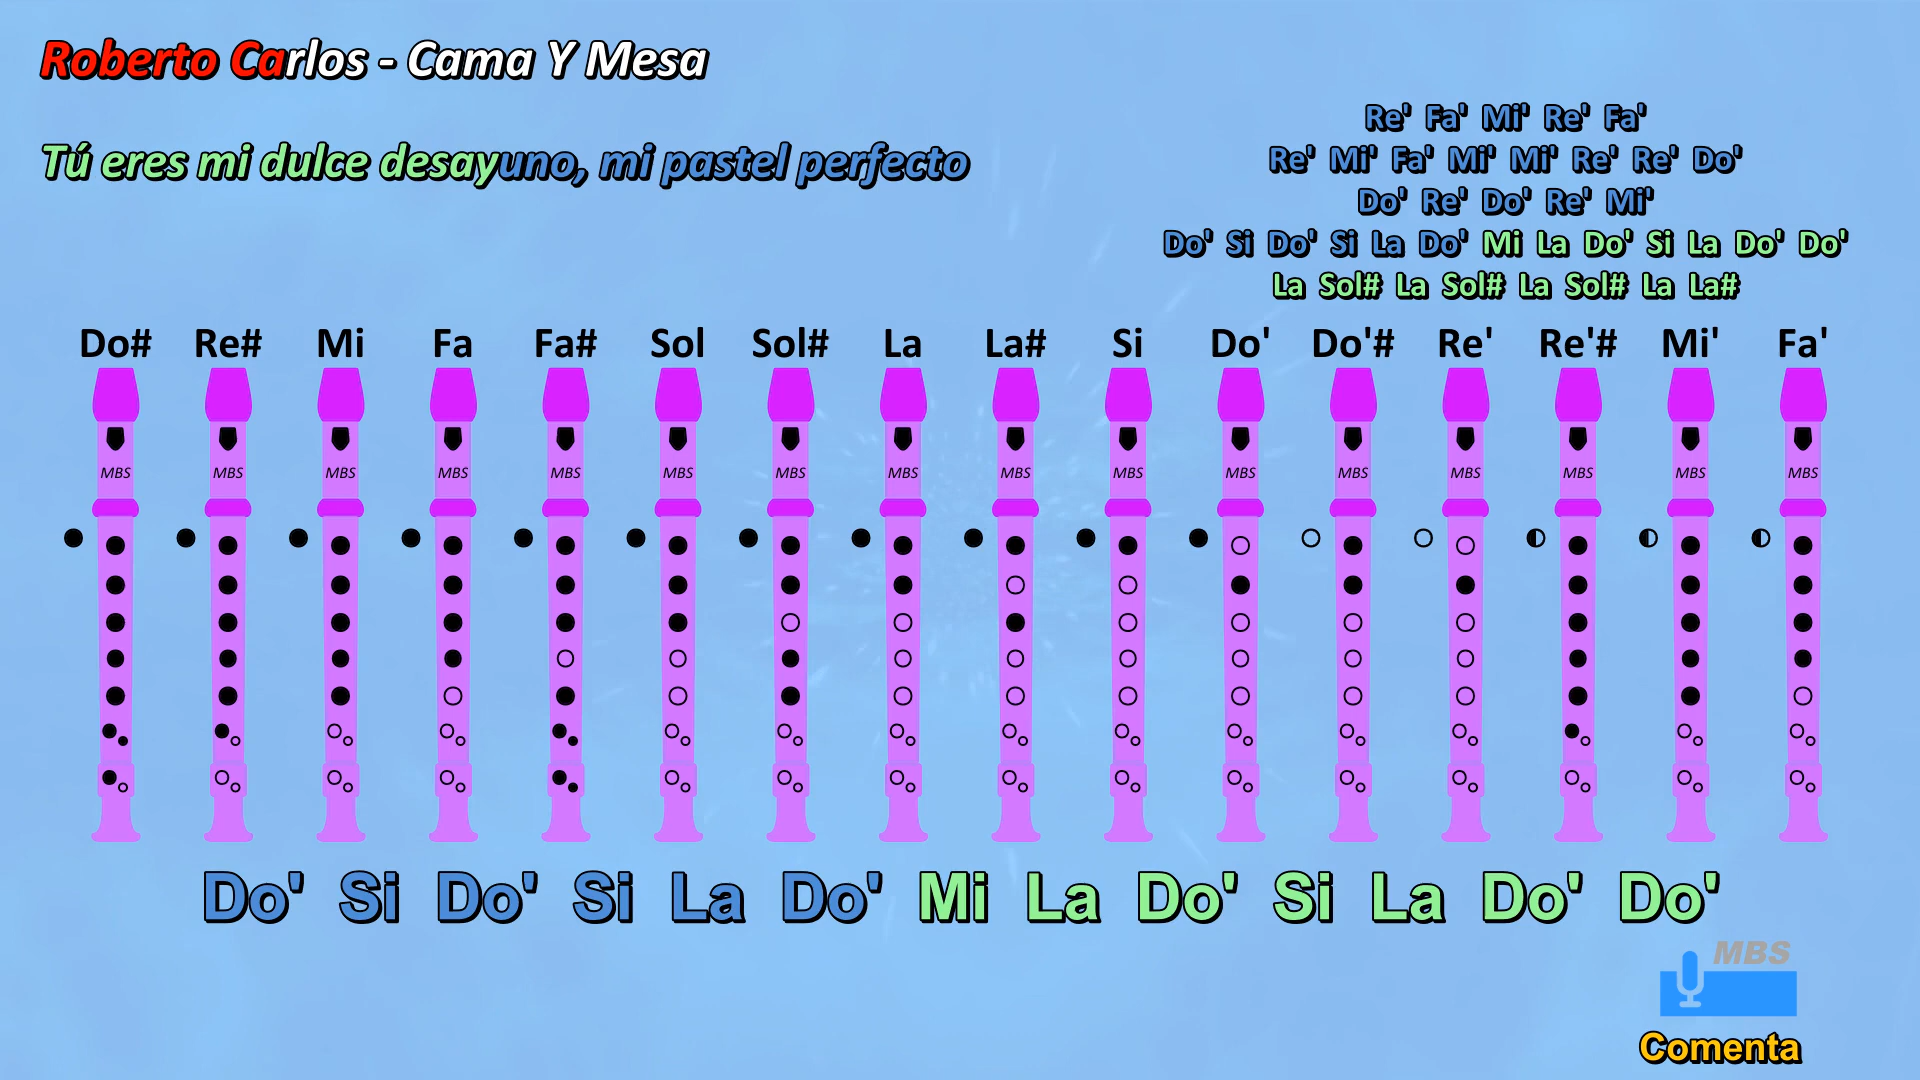 Roberto Carlos - Cama Y Mesa
Tú eres mi dulce desayuno, mi pastel perfecto
Re' Fa' Mi' Re' Fa'
Re' Mi' Fa' Mi' Mi' Re' Re' Do'
Do' Re' Do' Re' Mi'
Do' Si Do' Si La Do' Mi La Do' Si La Do' Do'
La Sol# La Sol# La Sol# La La#
Do# Re# Mi Fa Fa# Sol Sol# La La# Si Do' Do'# Re' Re'# Mi' Fa'
MBS MBS MBS MBS MBS MBS MBS MBS MBS MBS MBS MBS MBS MBS MBS MBS
Do' Si Do' Si La Do' Mi La Do' Si La Do' Do'
MBS
Comenta